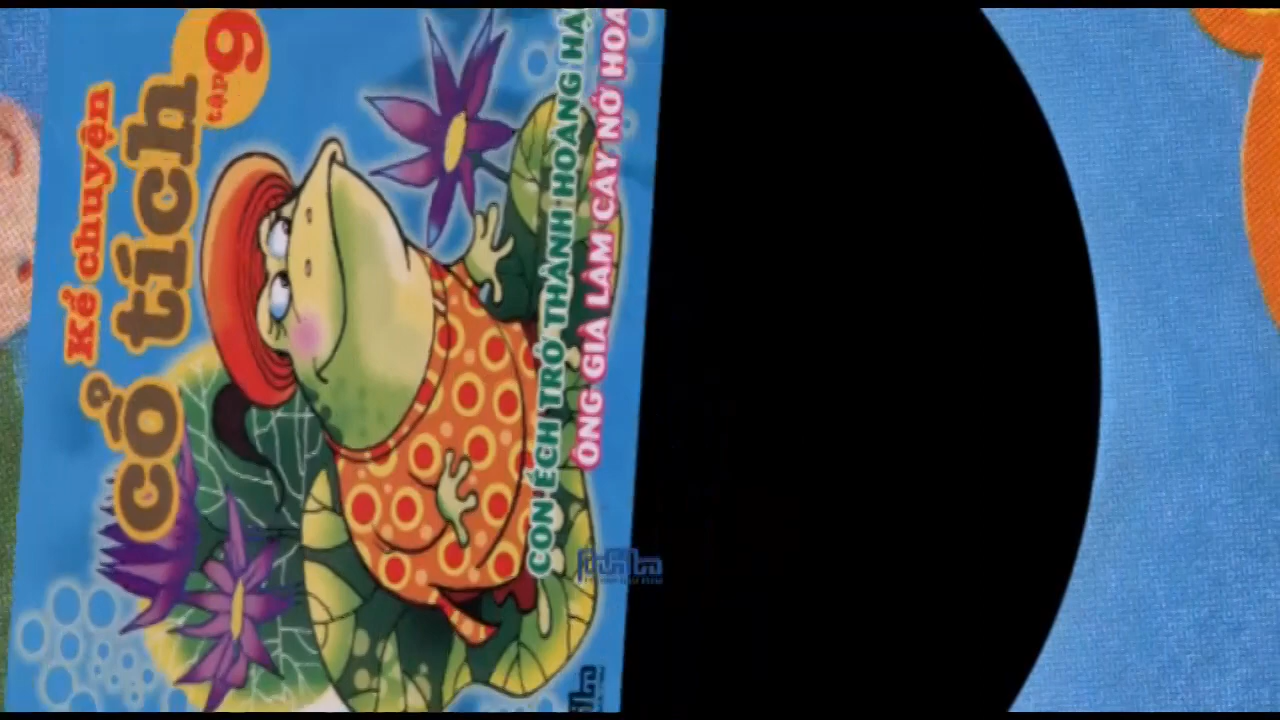 Kể chuyện
cổ tích
tập 9
CON ẾCH TRỞ THÀNH HOÀNG HẬ
ÔNG GIÀ LÀM CÂY NỞ HOA